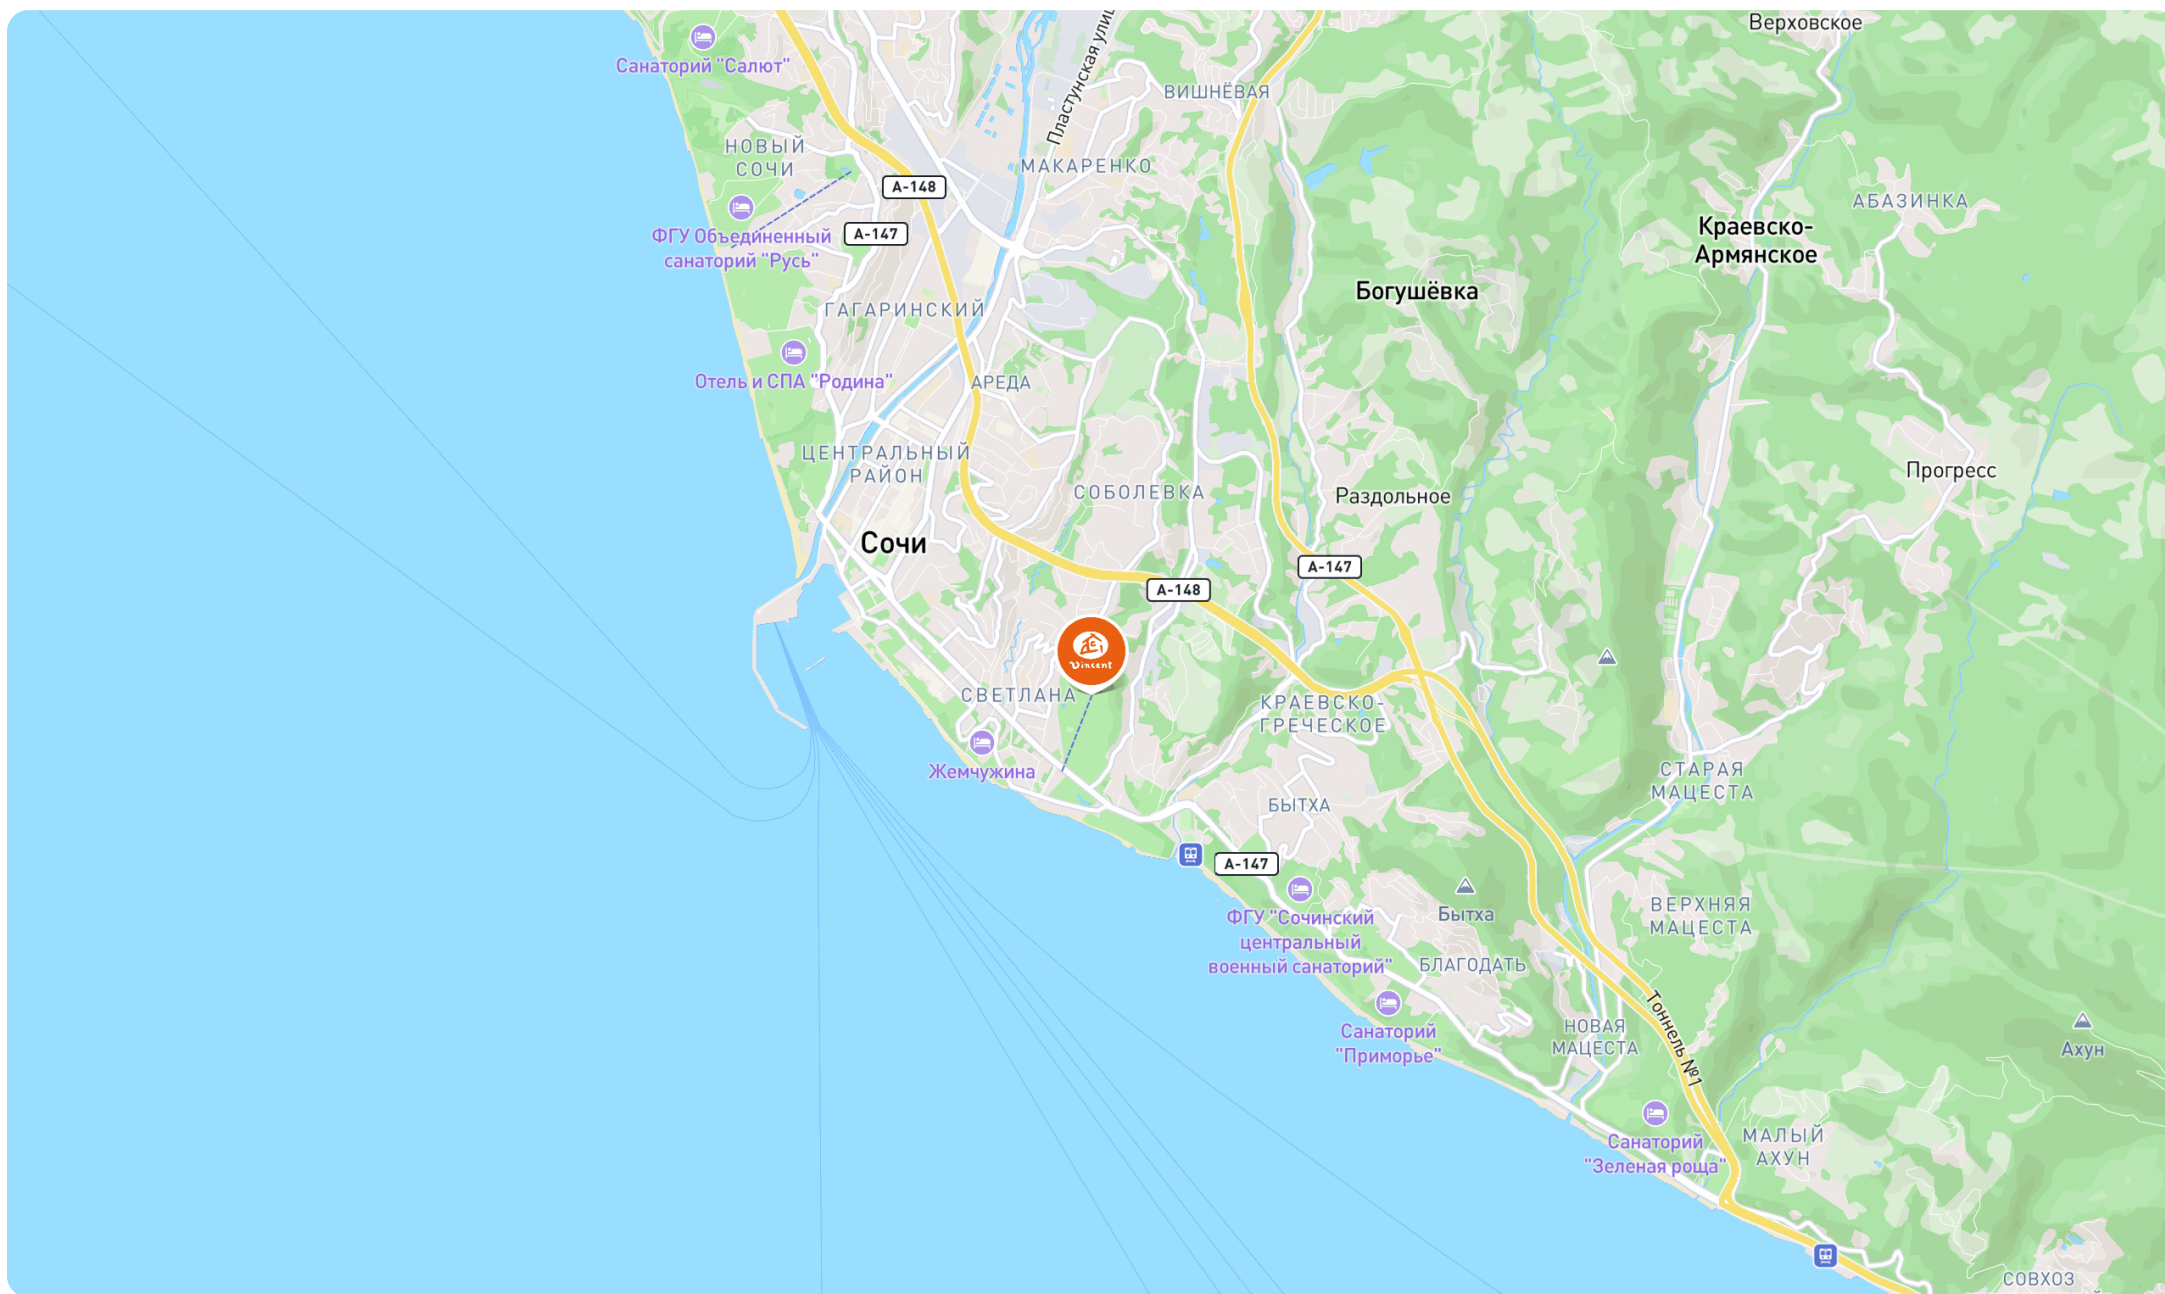 Верховское
Санаторий "Салют"
Пластунская улиц
ВИШНЁВАЯ
НОВЫЙ
СОЧИ
МАКАРЕНКО
А-148
АБАЗИНКА
ФГУ Объединенный
санаторий "Русь"
А-147
Краевско-
Армянское
Богушёвка
ГАГАРИНСКИЙ
Отель и СПА "Родина"
АРЕДА
ЦЕНТРАЛЬНЫЙ
РАЙОН
СОБОЛЕВКА
Раздольное
Прогресс
Сочи
А-147
А-148
Vincent
СВЕТЛАНА
КРАЕВСКО-
ГРЕЧЕСКОЕ
Жемчужина
СТАРАЯ
МАЦЕСТА
БЫТХА
А-147
ФГУ "Сочинский
центральный
военный санаторий"
Бытха
ВЕРХНЯЯ
МАЦЕСТА
БЛАГОДАТЬ
Санаторий
"Приморье"
НОВАЯ
МАЦЕСТА
Тоннель №1
Ахун
Санаторий
"Зеленая роща"
МАЛЫЙ
АХУН
СОВХОЗ